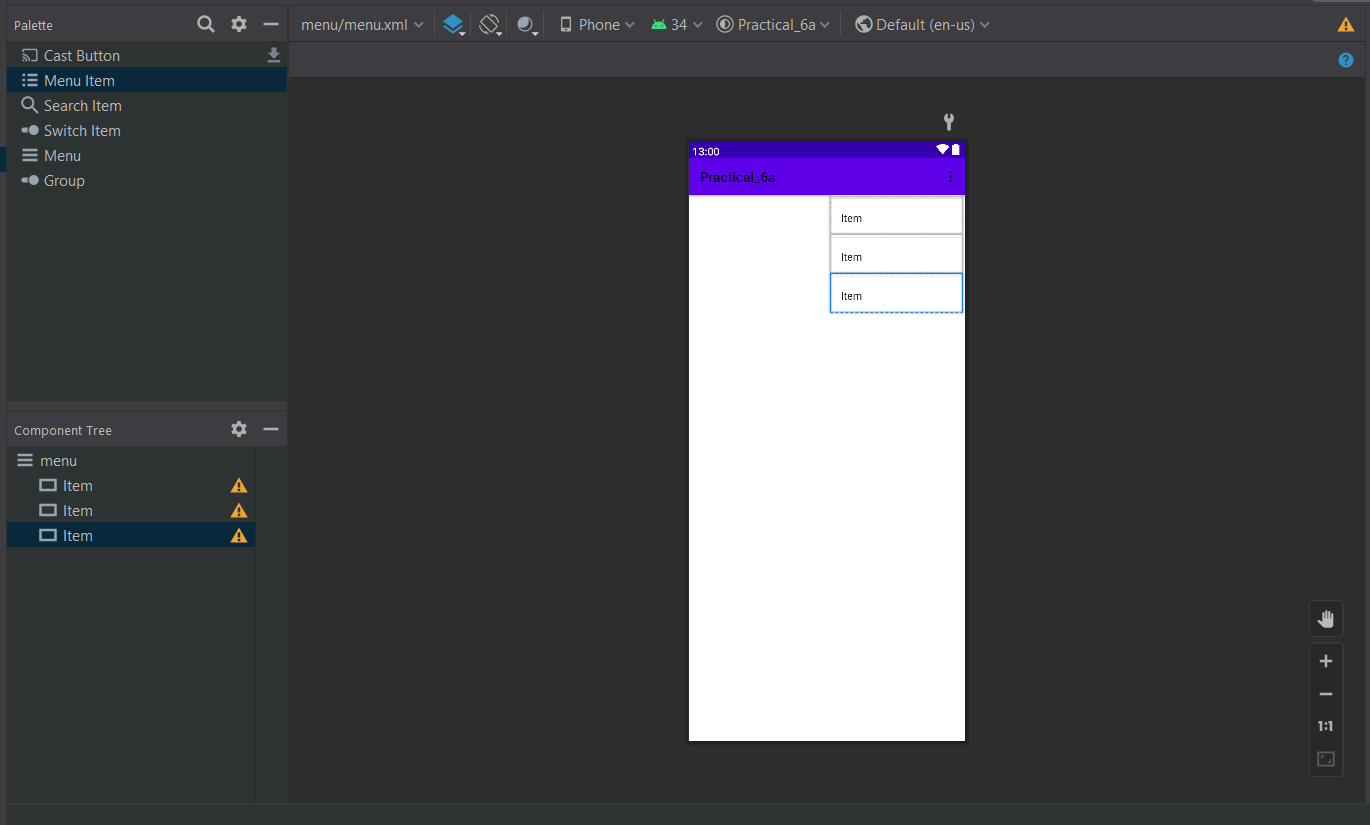 Palette
menu/menu.xml
Phone
34
Practical_6a
Default (en-us)
Cast Button
Menu Item
Search Item
Switch Item
Menu
Group
?
13:00
Practical_6a
Item
Item
Item
Component Tree
menu
Item
Item
Item
1:1